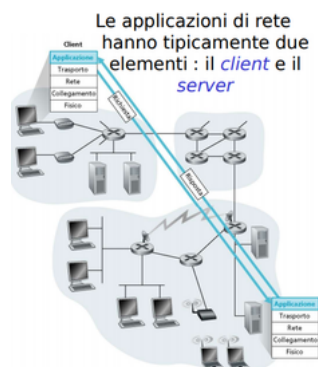 Le applicazioni di rete
hanno tipicamente due
elementi : il client e il
server
Client
Applicazione
Trasporto
Rete
Collegamento
Fisico
Richiesta
Risposta
Applicazione
Trasporto
Rete
Collegamento
Fisico